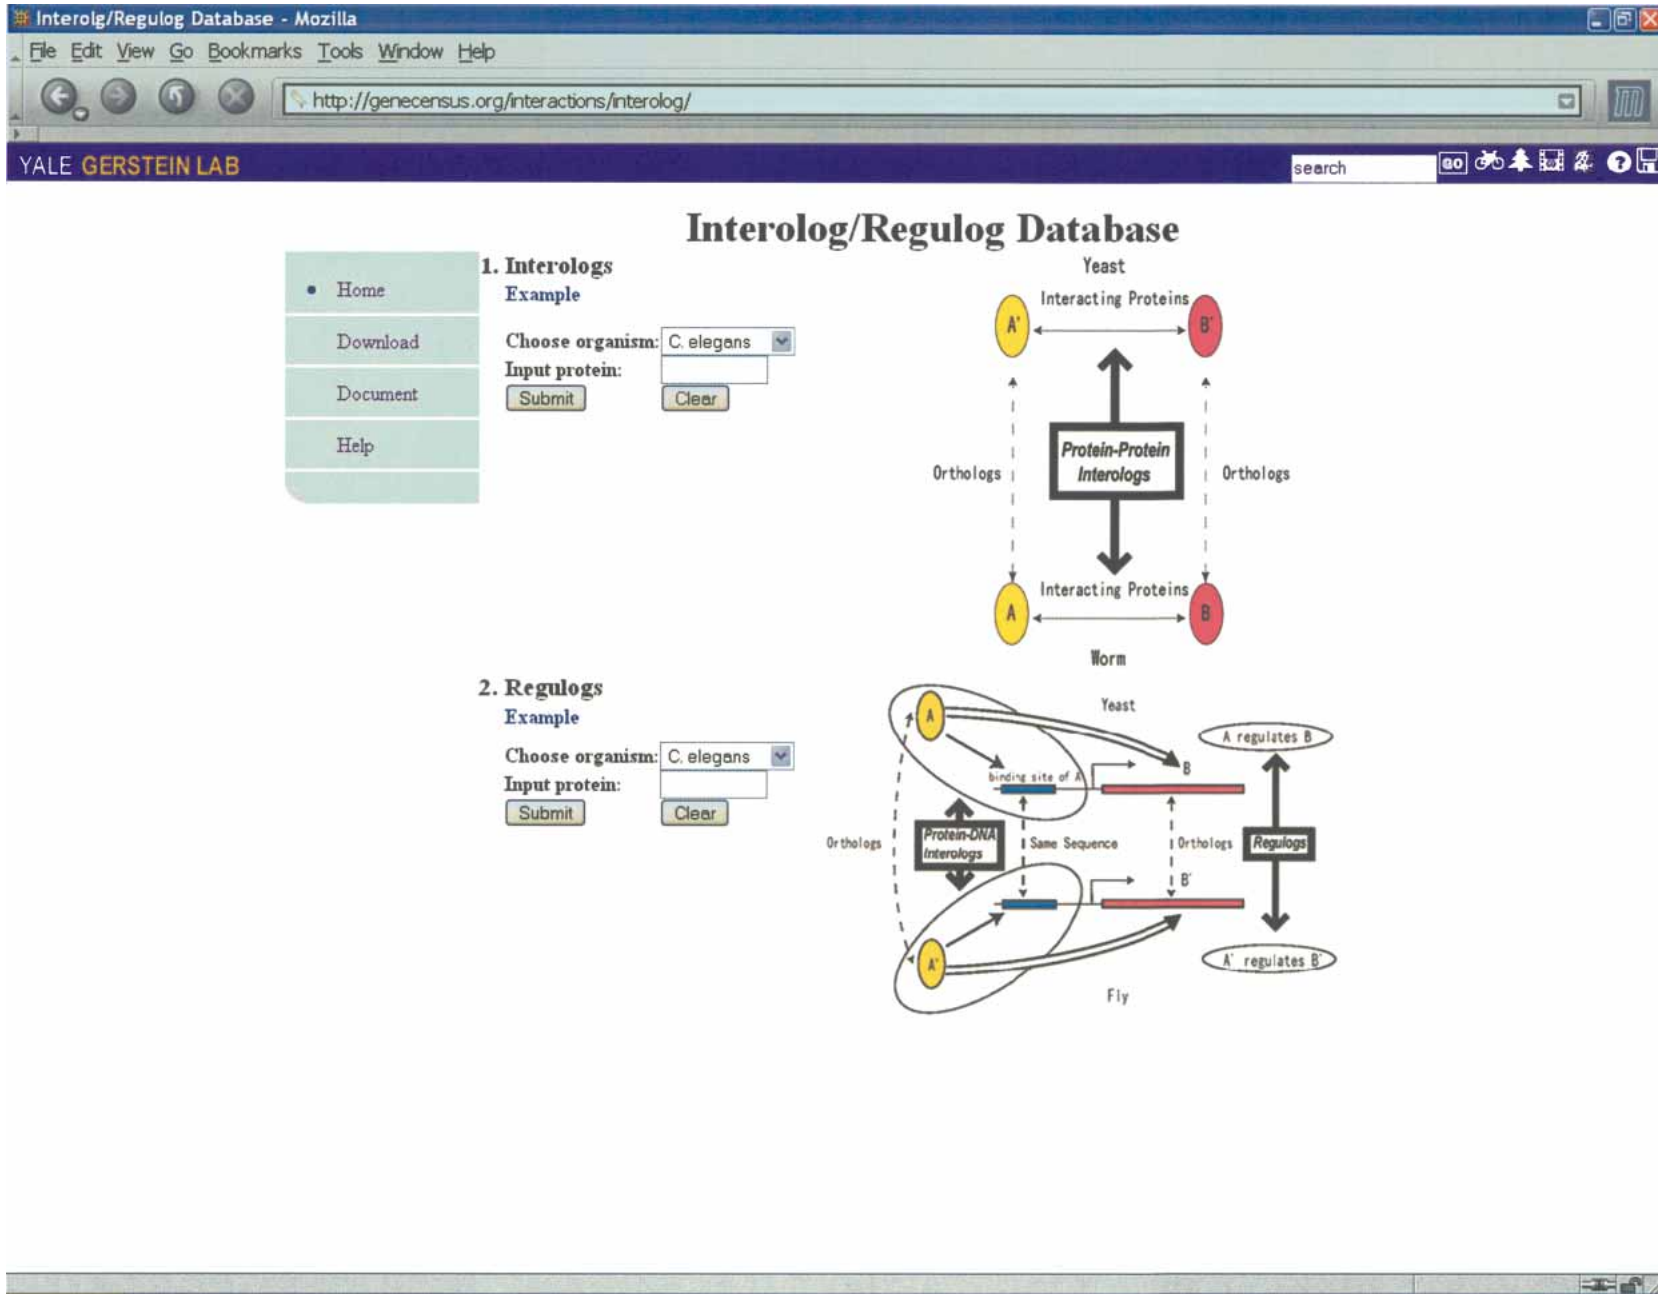 Interolg/Regulog Database - Mozilla
File Edit View Go Bookmarks Tools Window Help
http://genecensus.org/interactions/interolog/
YALE GERSTEIN LAB
search
GO
Interolog/Regulog Database
Home
Download
Document
Help
1. Interologs
Example
Choose organism: C. elegans
Input protein:
Submit Clear
Yeast
Interacting Proteins
A' B'
Orthologs
Protein-Protein
Interologs
Orthologs
Interacting Proteins
A B
Worm
2. Regulogs
Example
Choose organism: C. elegans
Input protein:
Submit Clear
Yeast
A
A regulates B
binding site of A
B
Orthologs
Protein-DNA
Interologs
Same Sequence
Orthologs
Regulogs
B'
A'
A' regulates B'
Fly